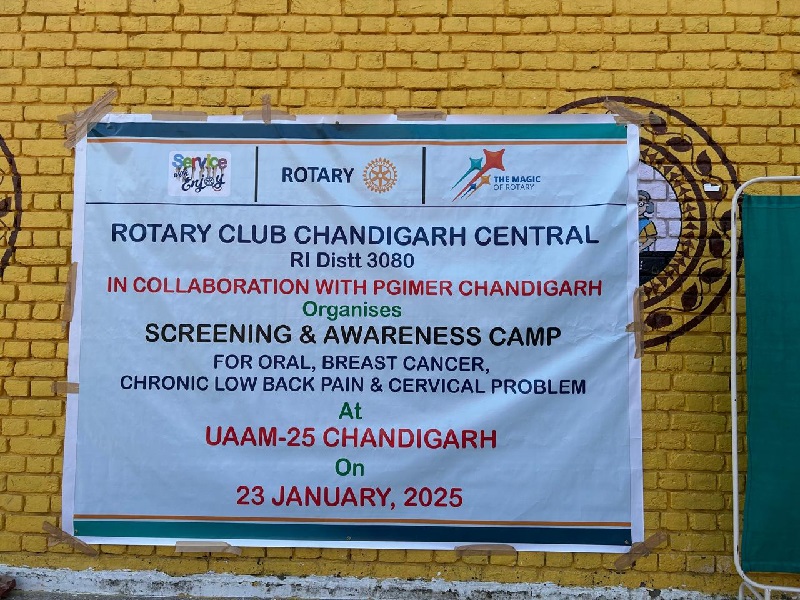 Service
Enjoy
ROTARY
THE MAGIC
OF ROTARY
ROTARY CLUB CHANDIGARH CENTRAL
RI Distt 3080
IN COLLABORATION WITH PGIMER CHANDIGARH
Organises
SCREENING & AWARENESS CAMP
FOR ORAL, BREAST CANCER,
CHRONIC LOW BACK PAIN & CERVICAL PROBLEM
At
UAAM-25 CHANDIGARH
On
23 JANUARY, 2025